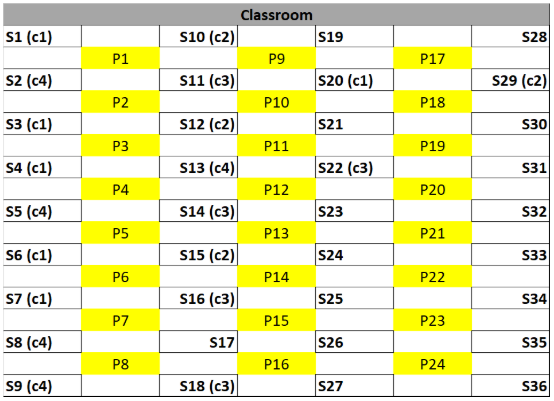 Classroom
S1 (c1) S10 (c2) S19 S28
P1 P9 P17
S2 (c4) S11 (c3) S20 (c1) S29 (c2)
P2 P10 P18
S3 (c1) S12 (c2) S21 S30
P3 P11 P19
S4 (c1) S13 (c4) S22 (c3) S31
P4 P12 P20
S5 (c4) S14 (c3) S23 S32
P5 P13 P21
S6 (c1) S15 (c2) S24 S33
P6 P14 P22
S7 (c1) S16 (c3) S25 S34
P7 P15 P23
S8 (c4) S17 S26 S35
P8 P16 P24
S9 (c4) S18 (c3) S27 S36